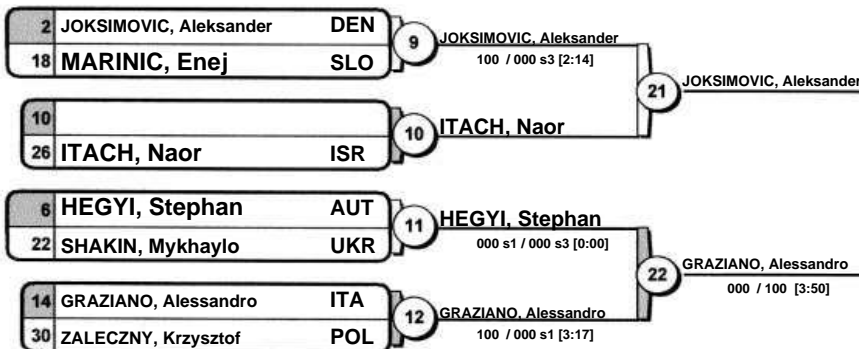 2 JOKSIMOVIC, Aleksander DEN
18 MARINIC, Enej SLO
9
JOKSIMOVIC, Aleksander
100 / 000 s3 [2:14]
10
26 ITACH, Naor ISR
10
ITACH, Naor
21
JOKSIMOVIC, Aleksander
6 HEGYI, Stephan AUT
22 SHAKIN, Mykhaylo UKR
11
HEGYI, Stephan
000 s1 / 000 s3 [0:00]
14 GRAZIANO, Alessandro ITA
30 ZALECZNY, Krzysztof POL
12
GRAZIANO, Alessandro
100 / 000 s1 [3:17]
22
GRAZIANO, Alessandro
000 / 100 [3:50]